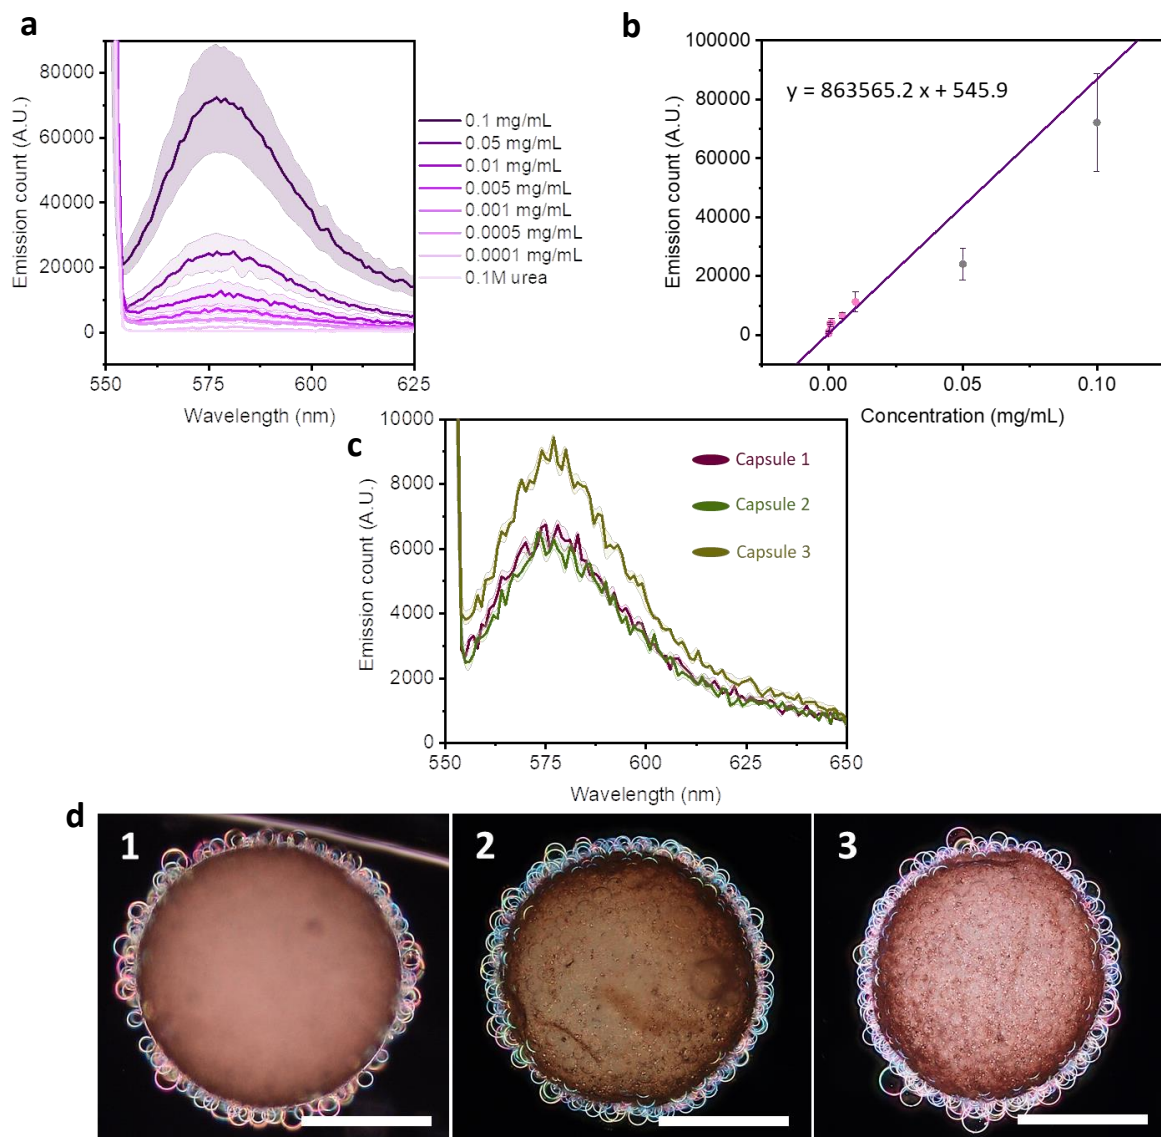 a
80000
60000
40000
20000
0
Emission count (A.U.)
550
575
600
625
Wavelength (nm)
0.1 mg/mL
0.05 mg/mL
0.01 mg/mL
0.005 mg/mL
0.001 mg/mL
0.0005 mg/mL
0.0001 mg/mL
0.1M urea
b
100000
80000
60000
40000
20000
0
Emission count (A.U.)
y = 863565.2 x + 545.9
0.00
0.05
0.10
Concentration (mg/mL)
c
10000
8000
6000
4000
2000
0
Emission count (A.U.)
Capsule 1
Capsule 2
Capsule 3
550
575
600
625
650
Wavelength (nm)
d
1
2
3